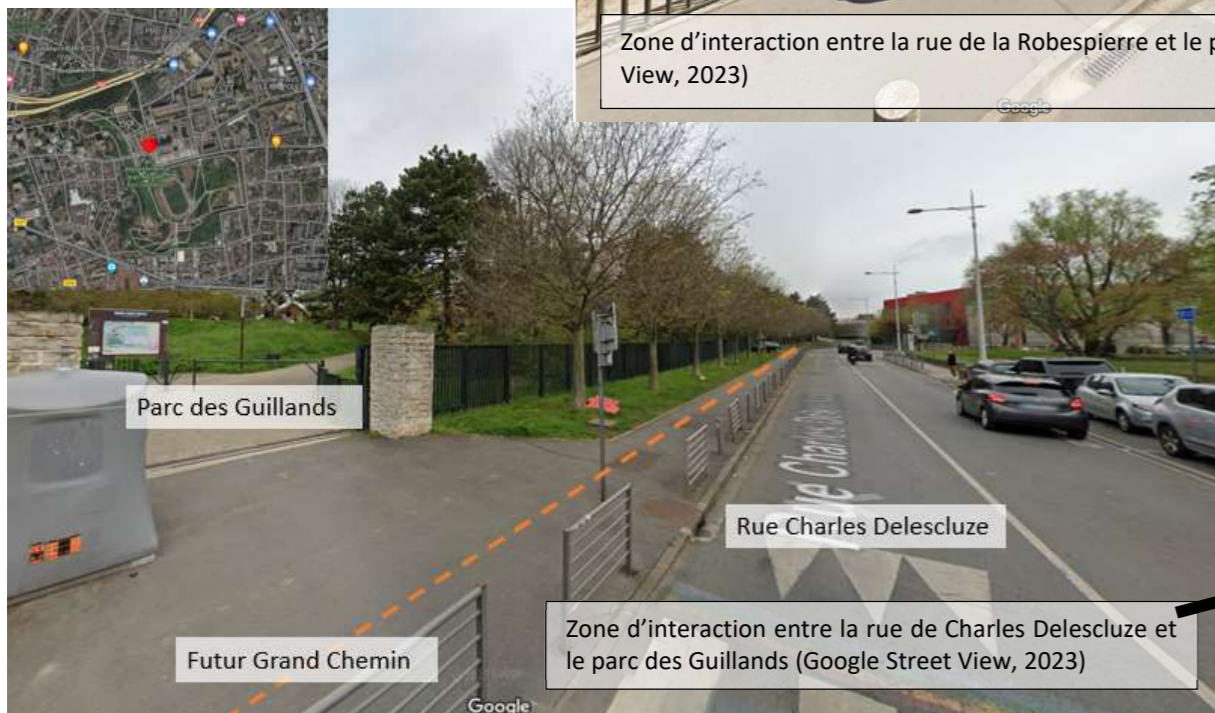 Zone d’interaction entre la rue de la Robespierre et le p
View, 2023)
Google
Parc des Guillands
Rue Charles Delescluze
Futur Grand Chemin
Zone d’interaction entre la rue de Charles Delescluze et
le parc des Guillands (Google Street View, 2023)
Google